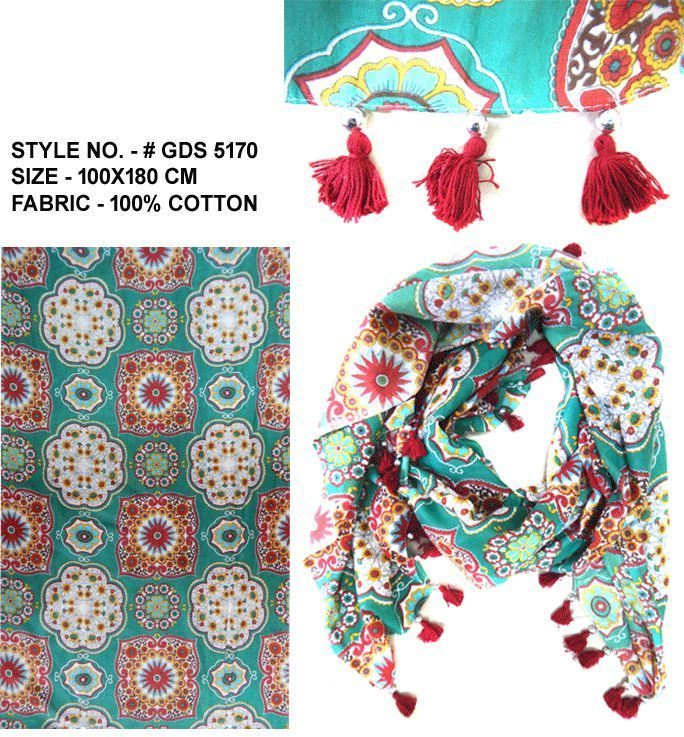 STYLE NO. - # GDS 5170
SIZE - 100X180 CM
FABRIC - 100% COTTON